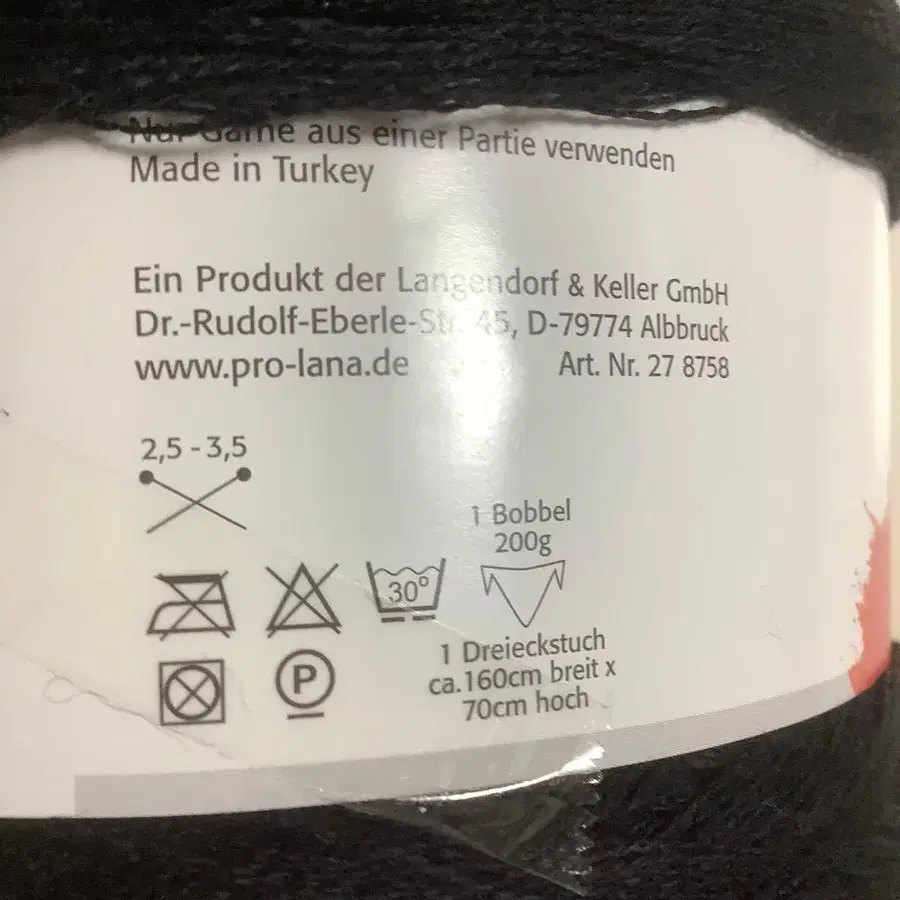 Nur Garne aus einer Partie verwenden
Made in Turkey
Ein Produkt der Langendorf & Keller GmbH
Dr.-Rudolf-Eberle-Str. 45, D-79774 Albbruck
www.pro-lana.de
Art. Nr. 27 8758
2,5 - 3,5
1 Bobbel
200g
30°
P
1 Dreieckstuch
ca.160cm breit x
70cm hoch